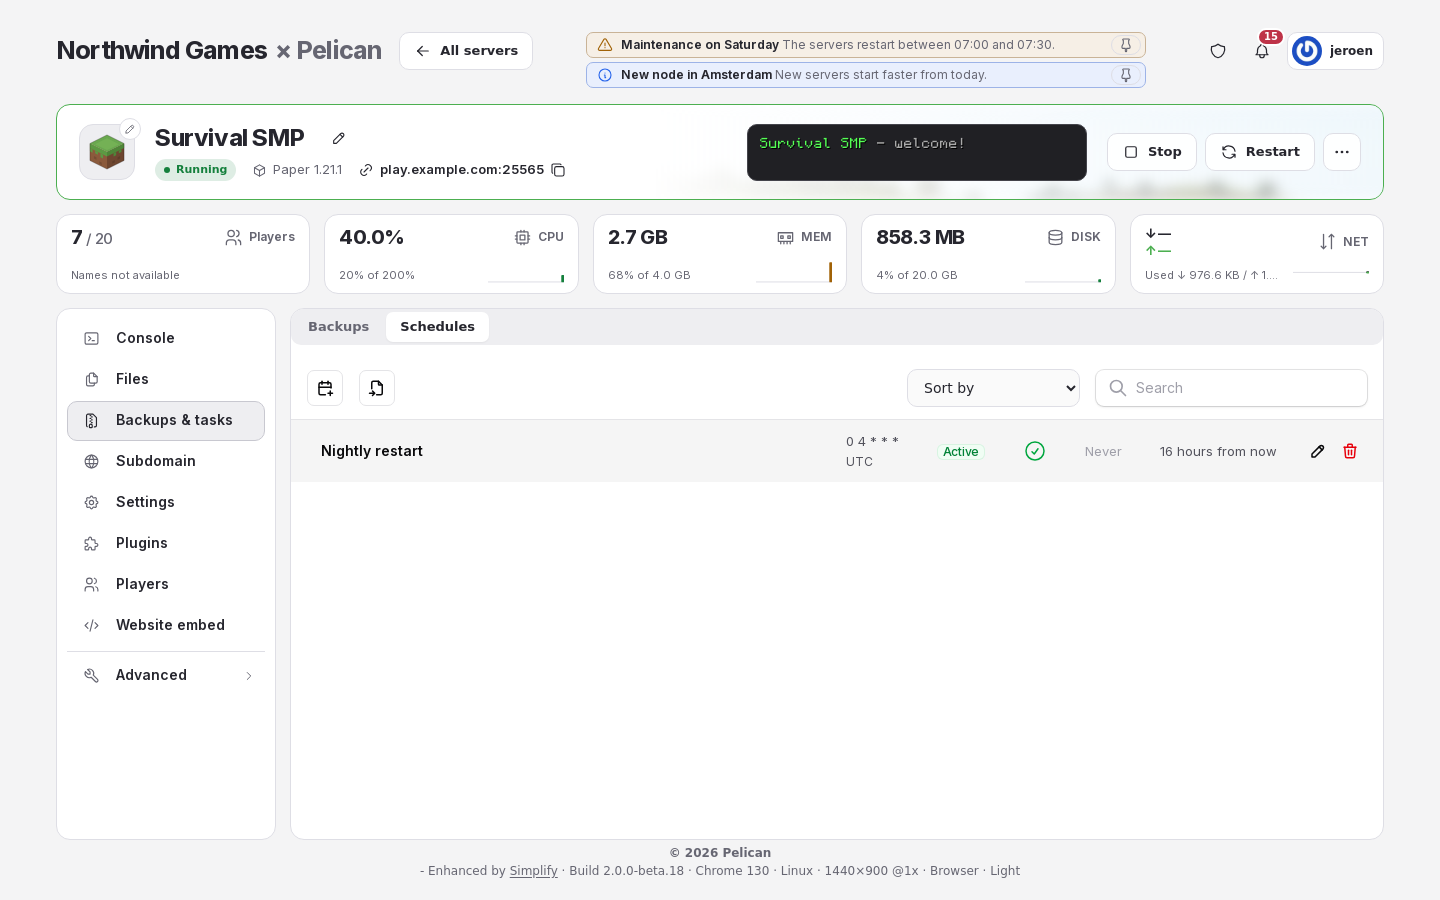 Northwind Games × Pelican
All servers
Maintenance on Saturday The servers restart between 07:00 and 07:30.
New node in Amsterdam New servers start faster from today.
15
jeroen
Survival SMP
Running
Paper 1.21.1
play.example.com:25565
Survival SMP - welcome!
Stop
Restart
7 / 20
Players
Names not available
40.0%
CPU
20% of 200%
2.7 GB
MEM
68% of 4.0 GB
858.3 MB
DISK
4% of 20.0 GB
↓—
↑—
NET
Used ↓ 976.6 KB / ↑ 1....
Console
Files
Backups & tasks
Subdomain
Settings
Plugins
Players
Website embed
Advanced
Backups
Schedules
Sort by
Search
Nightly restart
0 4 * * *
UTC
Active
Never
16 hours from now
© 2026 Pelican
- Enhanced by Simplify · Build 2.0.0-beta.18 · Chrome 130 · Linux · 1440×900 @1x · Browser · Light